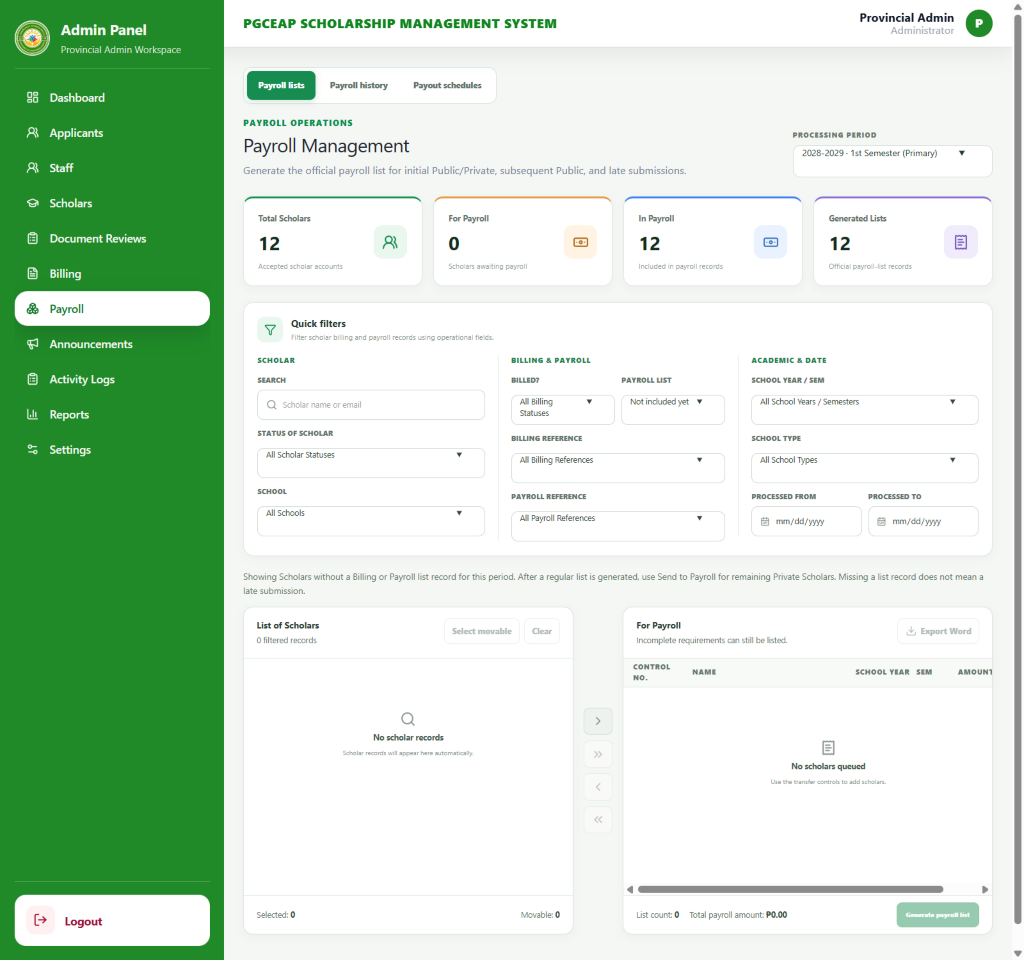 Admin Panel
Provincial Admin Workspace
Dashboard
Applicants
Staff
Scholars
Document Reviews
Billing
Payroll
Announcements
Activity Logs
Reports
Settings
Logout
PGCEAP SCHOLARSHIP MANAGEMENT SYSTEM
Provincial Admin
Administrator
P
Payroll lists
Payroll history
Payout schedules
PAYROLL OPERATIONS
Payroll Management
Generate the official payroll list for initial Public/Private, subsequent Public, and late submissions.
PROCESSING PERIOD
2028-2029 · 1st Semester (Primary)
Total Scholars
12
Accepted scholar accounts
For Payroll
0
Scholars awaiting payroll
In Payroll
12
Included in payroll records
Generated Lists
12
Official payroll-list records
Quick filters
Filter scholar billing and payroll records using operational fields.
SCHOLAR
SEARCH
Scholar name or email
STATUS OF SCHOLAR
All Scholar Statuses
SCHOOL
All Schools
BILLING & PAYROLL
BILLED?
All Billing
Statuses
PAYROLL LIST
Not included yet
BILLING REFERENCE
All Billing References
PAYROLL REFERENCE
All Payroll References
ACADEMIC & DATE
SCHOOL YEAR / SEM
All School Years / Semesters
SCHOOL TYPE
All School Types
PROCESSED FROM
mm/dd/yyyy
PROCESSED TO
mm/dd/yyyy
Showing Scholars without a Billing or Payroll list record for this period. After a regular list is generated, use Send to Payroll for remaining Private Scholars. Missing a list record does not mean a
late submission.
List of Scholars
0 filtered records
Select movable
Clear
No scholar records
Scholar records will appear here automatically.
Selected: 0
Movable: 0
For Payroll
Incomplete requirements can still be listed.
Export Word
CONTROL
NO.
NAME
SCHOOL YEAR
SEM
AMOUNT
No scholars queued
Use the transfer controls to add scholars.
List count: 0
Total payroll amount: ₱0.00
Generate payroll list